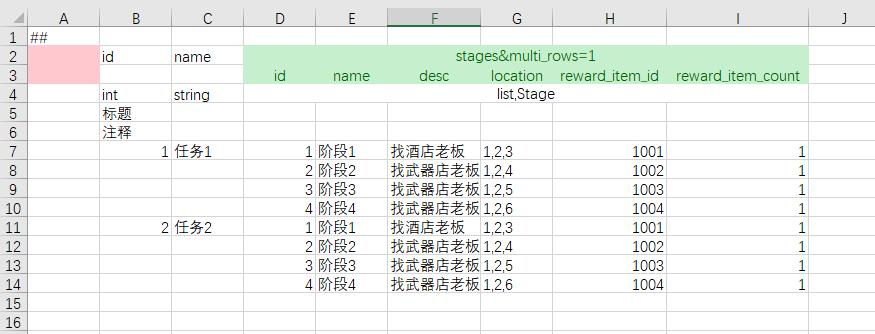 A B C D E F G H I J
1 ##
2 id name stages&multi_rows=1
3 id name desc location reward_item_id reward_item_count
4 int string list,Stage
5 标题
6 注释
7 1 任务1 1 阶段1 找酒店老板 1,2,3 1001 1
8 2 阶段2 找武器店老板 1,2,4 1002 1
9 3 阶段3 找武器店老板 1,2,5 1003 1
10 4 阶段4 找武器店老板 1,2,6 1004 1
11 2 任务2 1 阶段1 找酒店老板 1,2,3 1001 1
12 2 阶段2 找武器店老板 1,2,4 1002 1
13 3 阶段3 找武器店老板 1,2,5 1003 1
14 4 阶段4 找武器店老板 1,2,6 1004 1
15
16